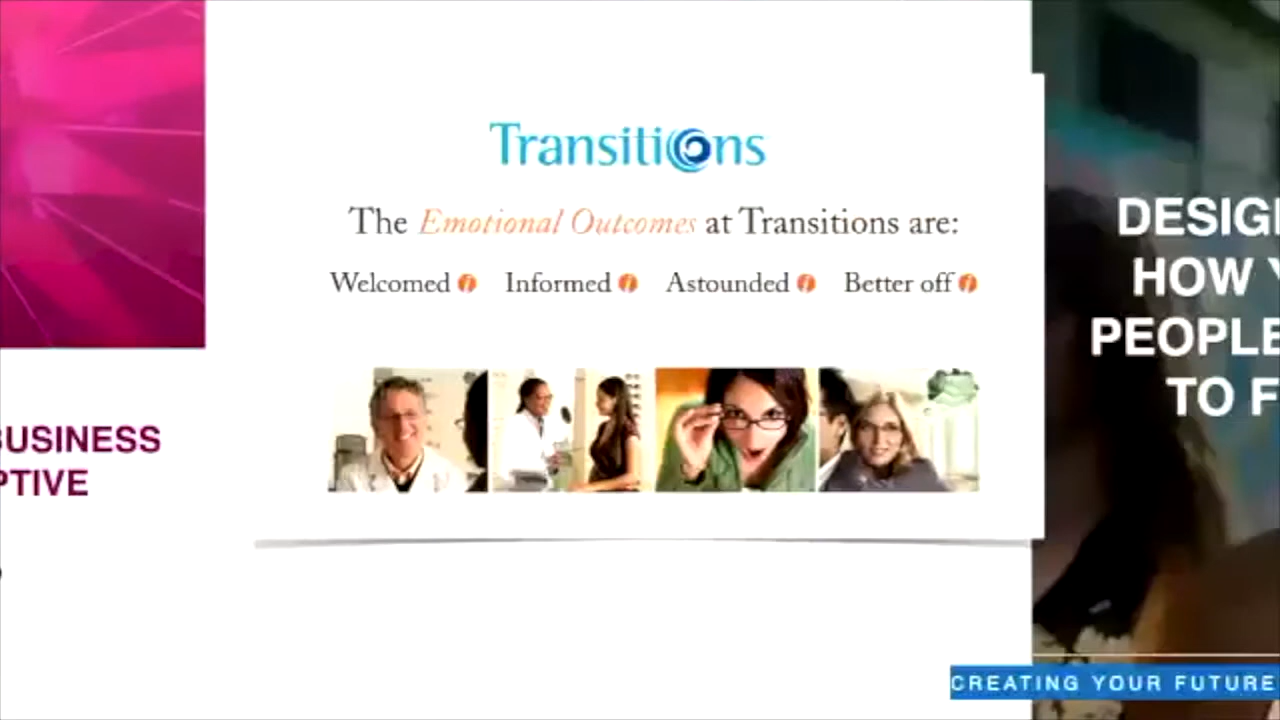 Transitions
The Emotional Outcomes at Transitions are:
Welcomed i Informed i Astounded i Better off i
BUSINESS
PTIVE
DESIG
HOW
PEOPLE
TO F
CREATING YOUR FUTURE